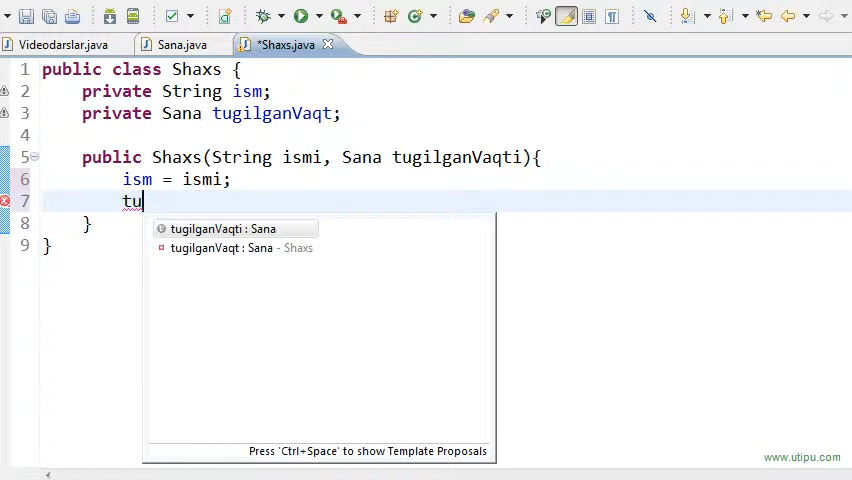 Videodarslar.java Sana.java *Shaxs.java
1 public class Shaxs {
2 private String ism;
3 private Sana tugilganVaqt;
4
5 public Shaxs(String ismi, Sana tugilganVaqti){
6 ism = ismi;
7 tu
tugilganVaqti : Sana
8 }
tugilganVaqt : Sana - Shaxs
9 }
Press 'Ctrl+Space' to show Template Proposals
www.utipu.com